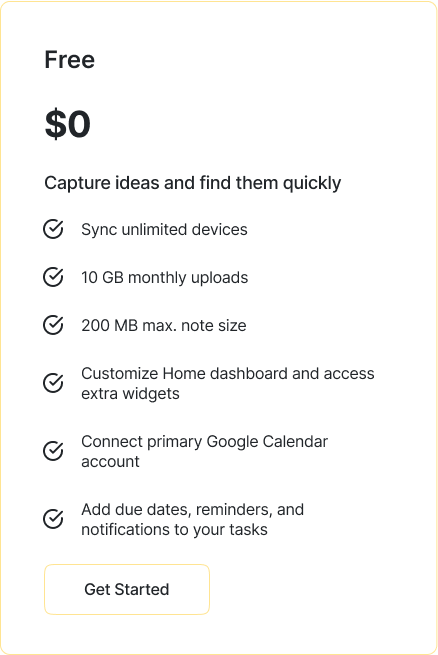 Free
$0
Capture ideas and find them quickly
Sync unlimited devices
10 GB monthly uploads
200 MB max. note size
Customize Home dashboard and access
extra widgets
Connect primary Google Calendar
account
Add due dates, reminders, and
notifications to your tasks
Get Started